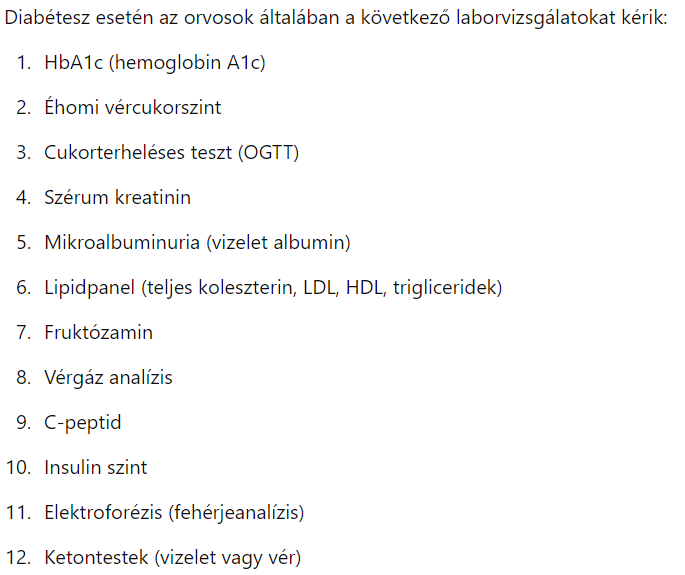 Diabétesz esetén az orvosok általában a következő laborvizsgálatokat kérik:
1. HbA1c (hemoglobin A1c)
2. Éhomi vércukorszint
3. Cukorterheléses teszt (OGTT)
4. Szérum kreatinin
5. Mikroalbuminuria (vizelet albumin)
6. Lipidpanel (teljes koleszterin, LDL, HDL, trigliceridek)
7. Fruktózamin
8. Vérgáz analízis
9. C-peptid
10. Insulin szint
11. Elektroforézis (fehérjeanalízis)
12. Ketontestek (vizelet vagy vér)